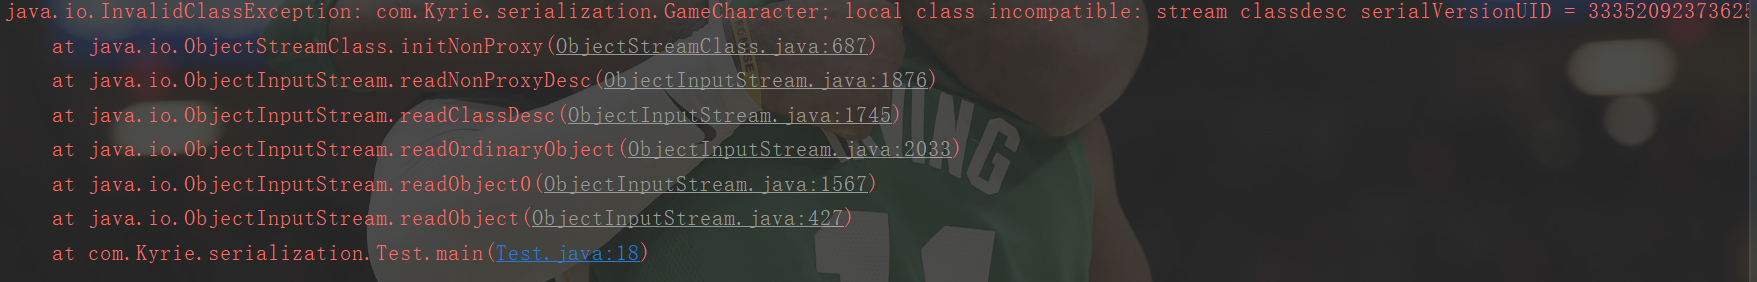 java.io.InvalidClassException: com.Kyrie.serialization.GameCharacter; local class incompatible: stream classdesc serialVersionUID =
at java.io.ObjectStreamClass.initNonProxy(ObjectStreamClass.java:687)
at java.io.ObjectInputStream.readNonProxyDesc(ObjectInputStream.java:1876)
at java.io.ObjectInputStream.readClassDesc(ObjectInputStream.java:1745)
at java.io.ObjectInputStream.readOrdinaryObject(ObjectInputStream.java:2033)
at java.io.ObjectInputStream.readObject0(ObjectInputStream.java:1567)
at java.io.ObjectInputStream.readObject(ObjectInputStream.java:427)
at com.Kyrie.serialization.Test.main(Test.java:18)
11